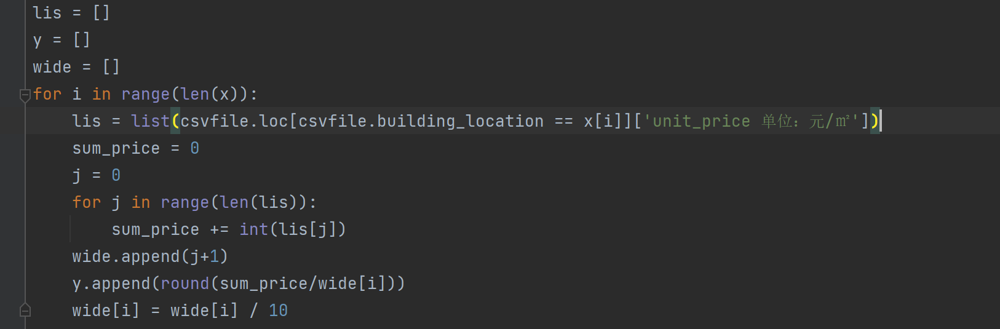 lis = []
y = []
wide = []
for i in range(len(x)):
    lis = list(csvfile.loc[csvfile.building_location == x[i]]['unit_price 单位：元/㎡'])
    sum_price = 0
    j = 0
    for j in range(len(lis)):
        sum_price += int(lis[j])
    wide.append(j+1)
    y.append(round(sum_price/wide[i]))
    wide[i] = wide[i] / 10